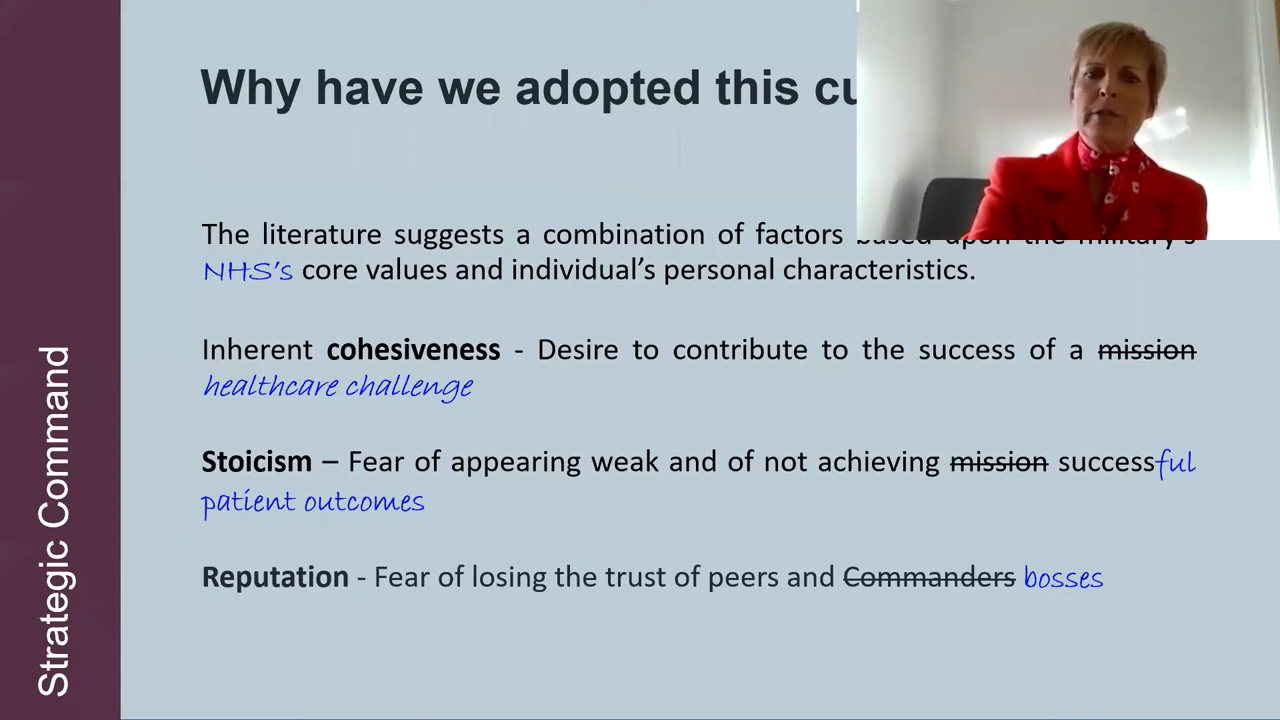 Why have we adopted this cu
The literature suggests a combination of factors based upon the military's
NHS's core values and individual's personal characteristics.
Inherent cohesiveness - Desire to contribute to the success of a mission
healthcare challenge
Stoicism – Fear of appearing weak and of not achieving mission successful
patient outcomes
Reputation - Fear of losing the trust of peers and Commanders bosses
Strategic Command